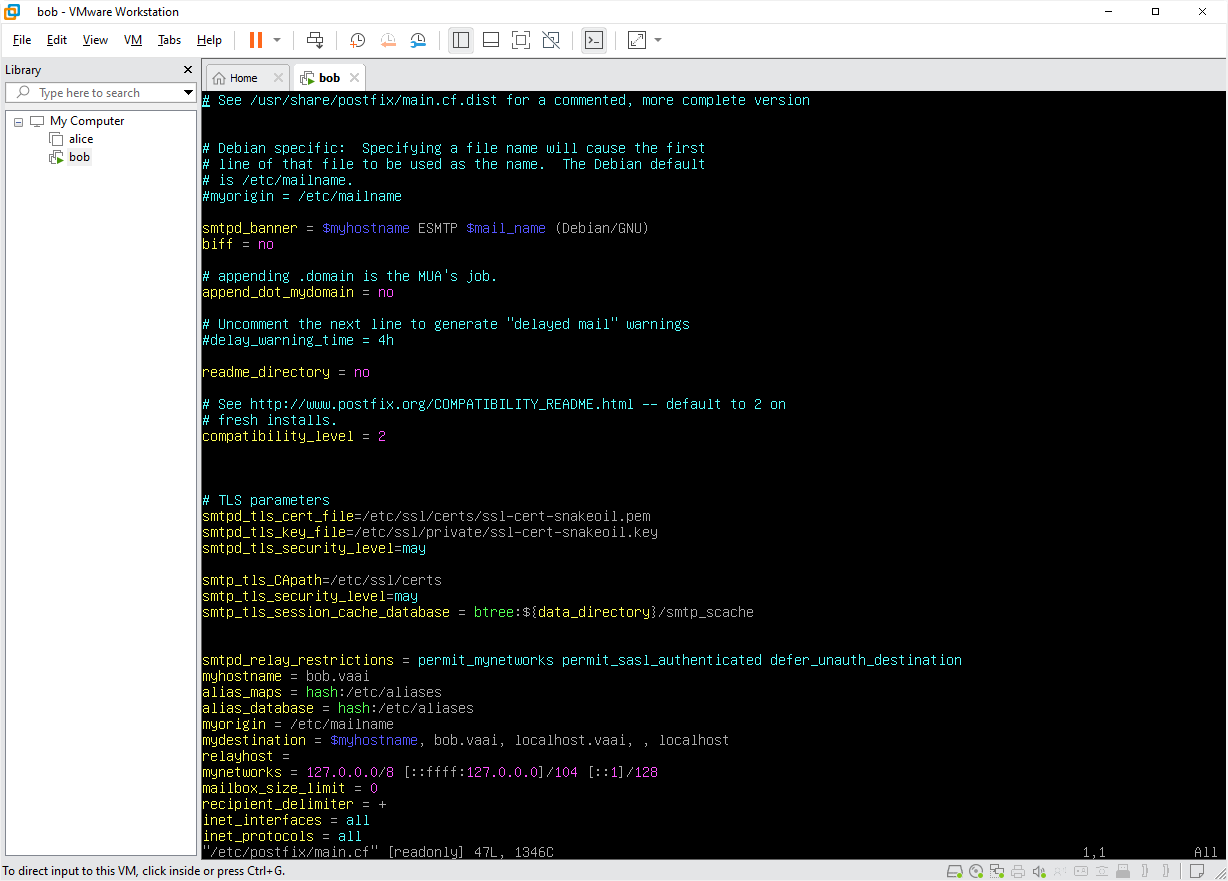 bob - VMware Workstation
File Edit View VM Tabs Help
Library
Home
bob
Type here to search
My Computer
alice
bob
# See /usr/share/postfix/main.cf.dist for a commented, more complete version
# Debian specific:  Specifying a file name will cause the first
# line of that file to be used as the name.  The Debian default
# is /etc/mailname.
#myorigin = /etc/mailname
smtpd_banner = $myhostname ESMTP $mail_name (Debian/GNU)
biff = no
# appending .domain is the MUA's job.
append_dot_mydomain = no
# Uncomment the next line to generate "delayed mail" warnings
#delay_warning_time = 4h
readme_directory = no
# See http://www.postfix.org/COMPATIBILITY_README.html -- default to 2 on
# fresh installs.
compatibility_level = 2
# TLS parameters
smtpd_tls_cert_file=/etc/ssl/certs/ssl-cert-snakeoil.pem
smtpd_tls_key_file=/etc/ssl/private/ssl-cert-snakeoil.key
smtpd_tls_security_level=may
smtp_tls_CApath=/etc/ssl/certs
smtp_tls_security_level=may
smtp_tls_session_cache_database = btree:${data_directory}/smtp_scache
smtpd_relay_restrictions = permit_mynetworks permit_sasl_authenticated defer_unauth_destination
myhostname = bob.vaai
alias_maps = hash:/etc/aliases
alias_database = hash:/etc/aliases
myorigin = /etc/mailname
mydestination = $myhostname, bob.vaai, localhost.vaai, , localhost
relayhost =
mynetworks = 127.0.0.0/8 [::ffff:127.0.0.0]/104 [::1]/128
mailbox_size_limit = 0
recipient_delimiter = +
inet_interfaces = all
inet_protocols = all
"/etc/postfix/main.cf" [readonly] 47L, 1346C 1,1 All
To direct input to this VM, click inside or press Ctrl+G.